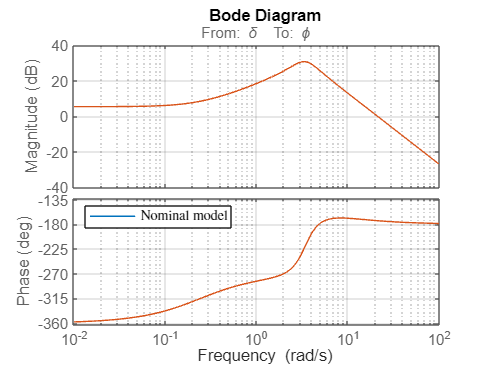 Bode Diagram
From: δ To: ϕ
Magnitude (dB)
40
20
0
-20
-40
Phase (deg)
-135
-180
-225
-270
-315
-360
Nominal model
10^-2 10^-1 10^0 10^1 10^2
Frequency (rad/s)